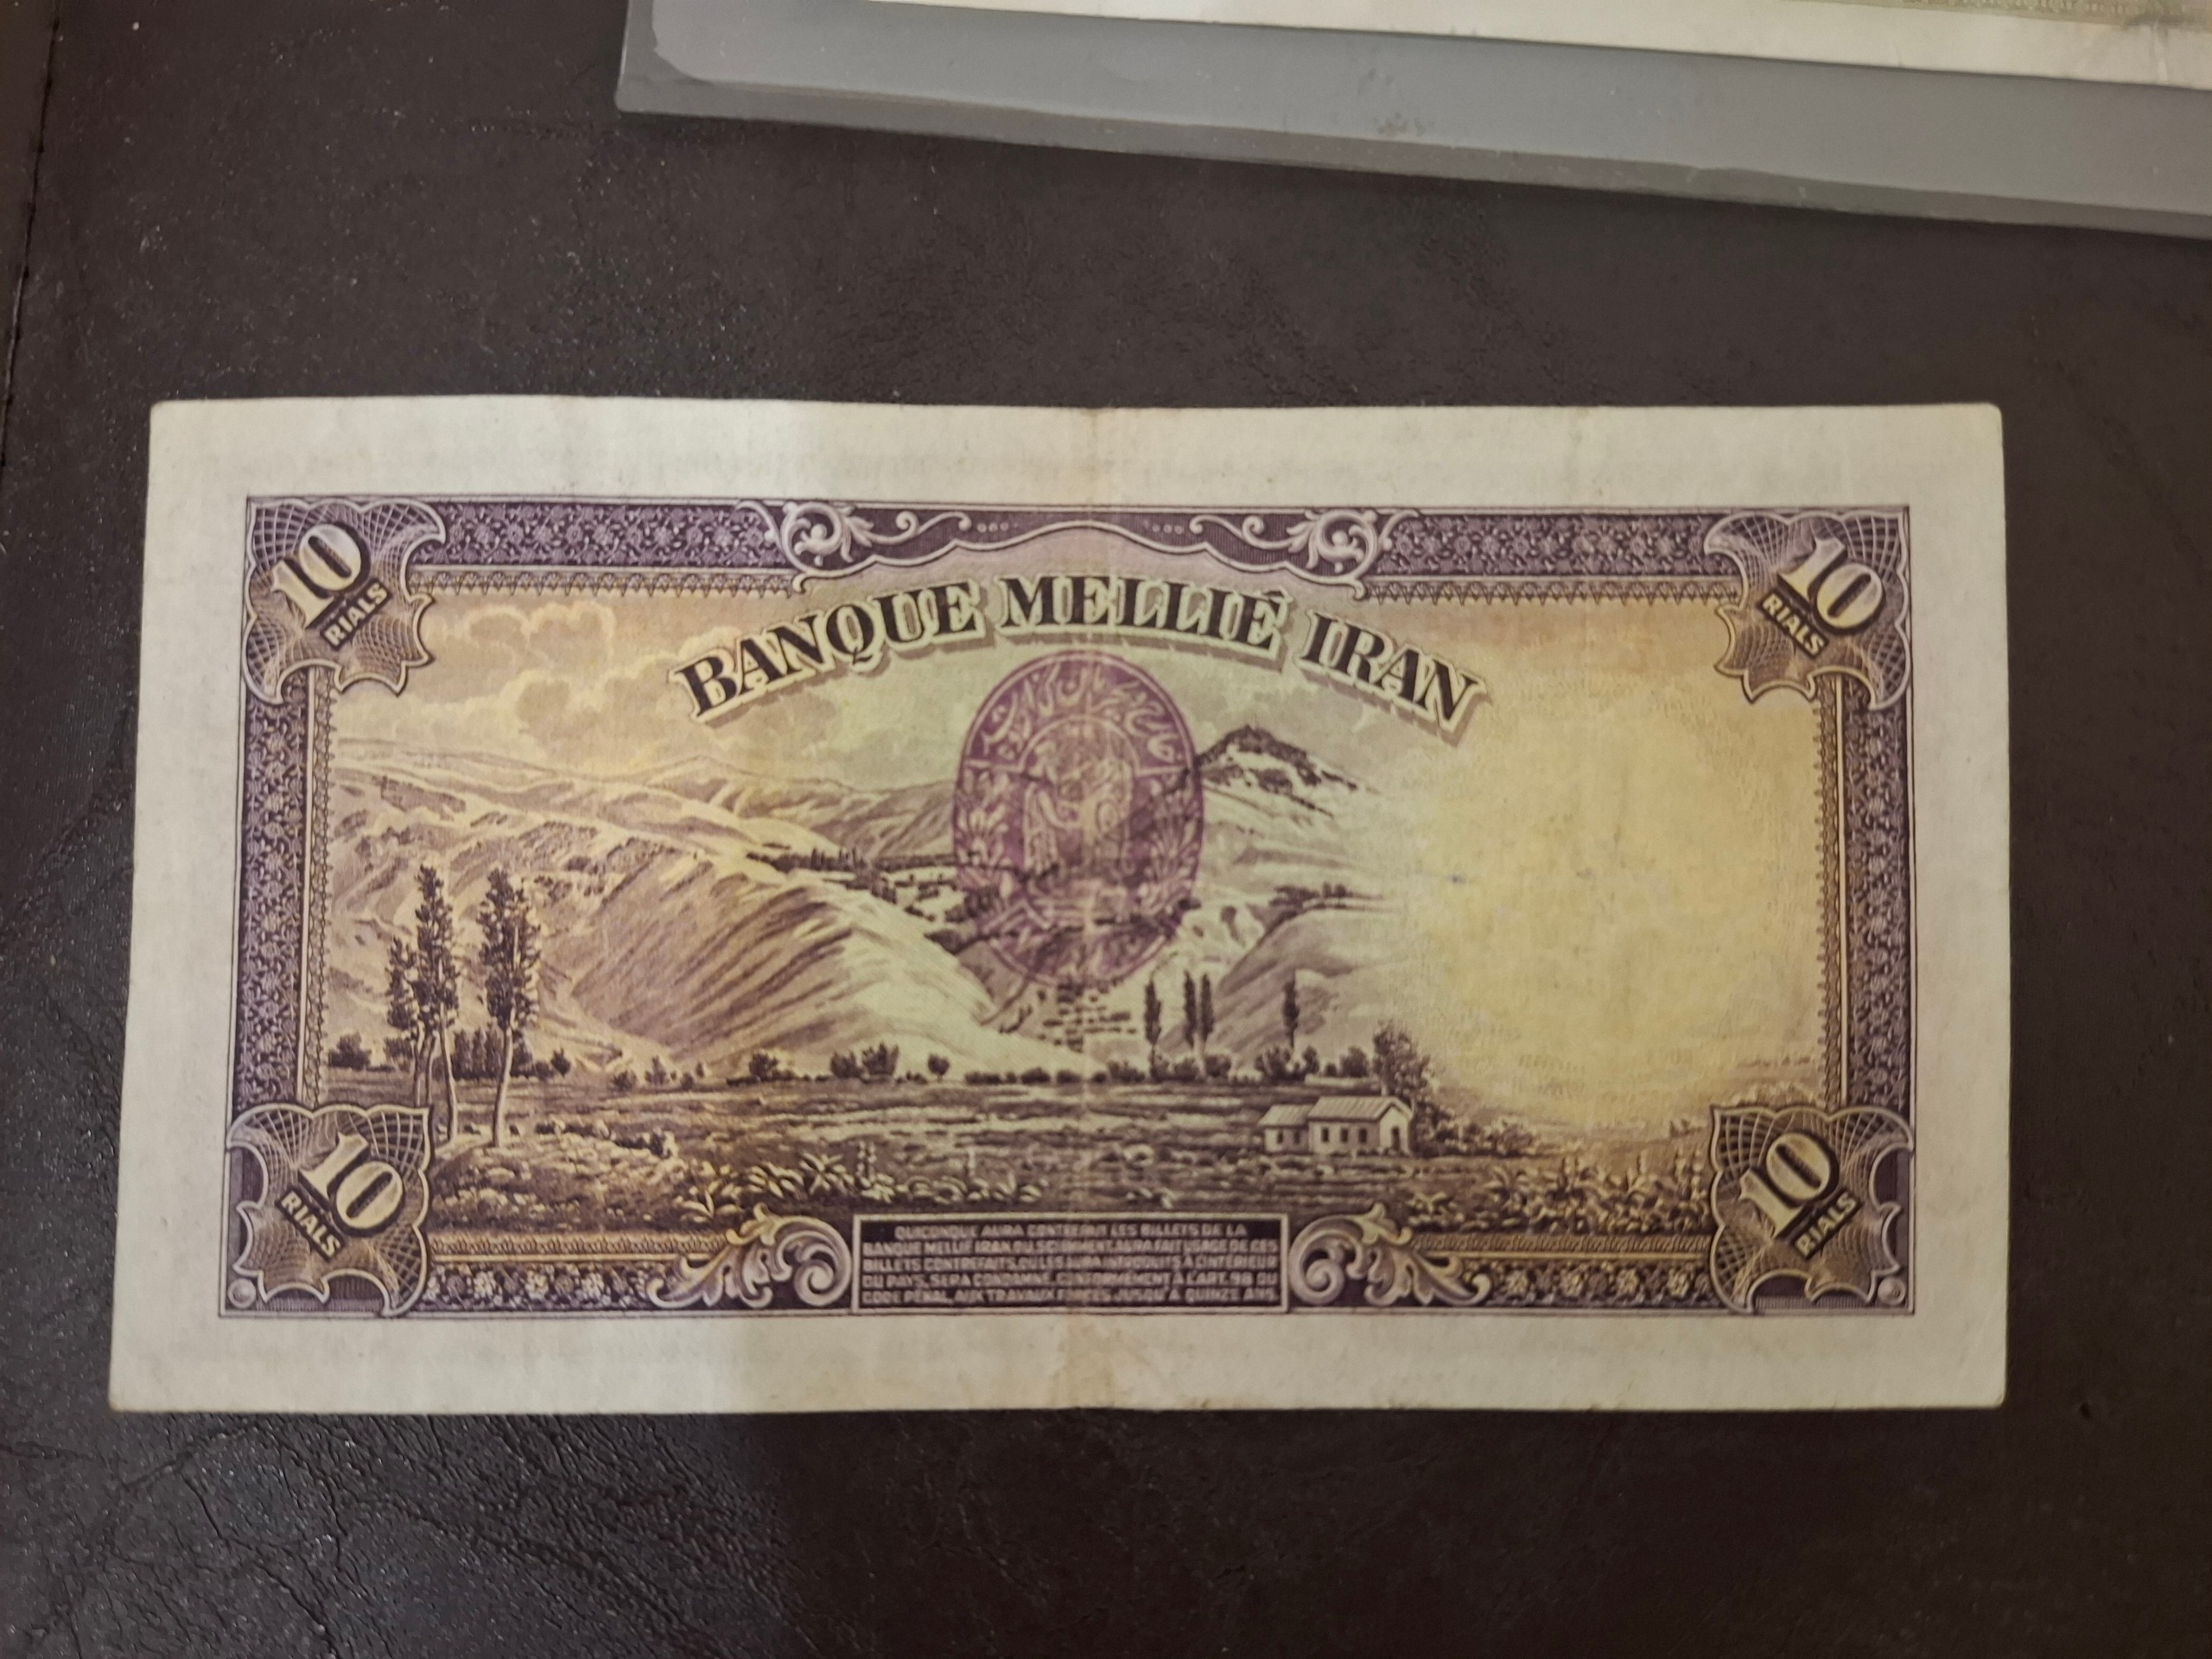 10
RIALS
10
RIALS
BANQUE MELLIÉ IRAN
10
RIALS
10
RIALS
QUICONQUE AURA CONTREFAIT LES BILLETS DE LA
BANQUE MELLIÉ IRAN, OU SCIEMMENT, AURA FAIT USAGE DE CES
BILLETS CONTREFAITS, OU LES AURA INTRODUITS À L'INTÉRIEUR
DU PAYS, SERA CONDAMNÉ, CONFORMÉMENT À L'ART. 98 DU
CODE PÉNAL, AUX TRAVAUX FORCÉS JUSQU'À QUINZE ANS.